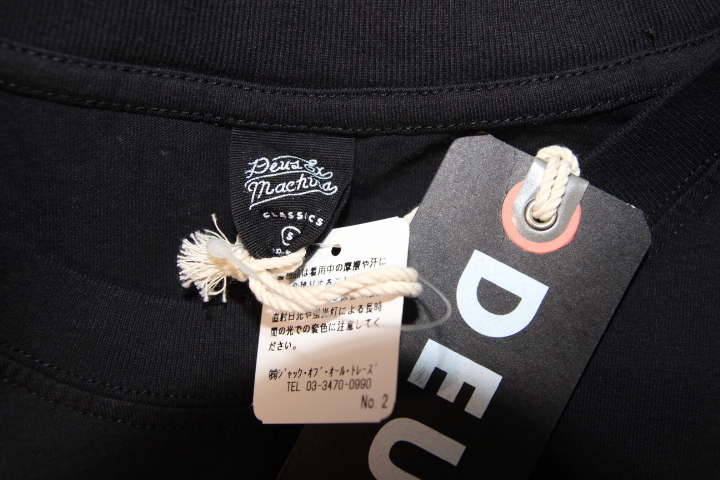 Deus Ex
Machina
CLASSICS
S
は着用中の摩擦や汗に
直射日光や蛍光灯による長時
間の光での変色に注意してく
ださい。
㈱ｼﾞｬｯｸ・ｵﾌﾞ・ｵｰﾙ・ﾄﾚｰｽﾞ
TEL 03-3470-0990
No. 2
DEU